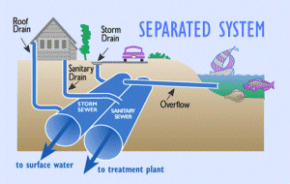 SEPARATED SYSTEM
Roof
Drain
Storm
Drain
Sanitary
Drain
STORM
SEWER
SANITARY
SEWER
Overflow
to surface water
to treatment plant